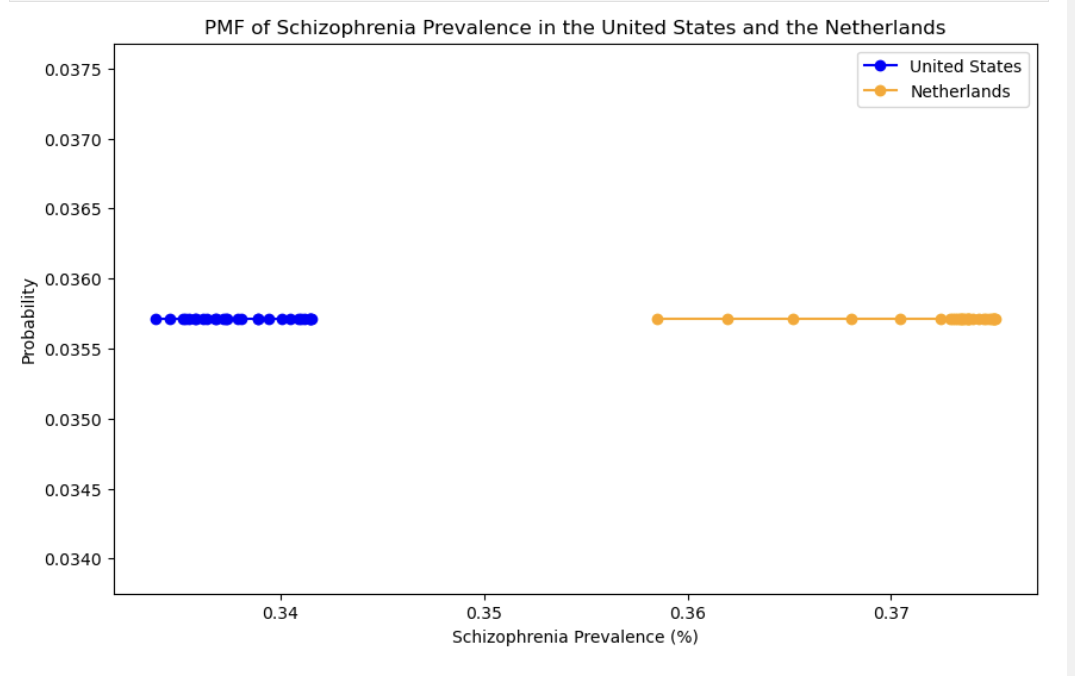 PMF of Schizophrenia Prevalence in the United States and the Netherlands
United States
Netherlands
0.0375
0.0370
0.0365
0.0360
0.0355
0.0350
0.0345
0.0340
Probability
0.34 0.35 0.36 0.37
Schizophrenia Prevalence (%)